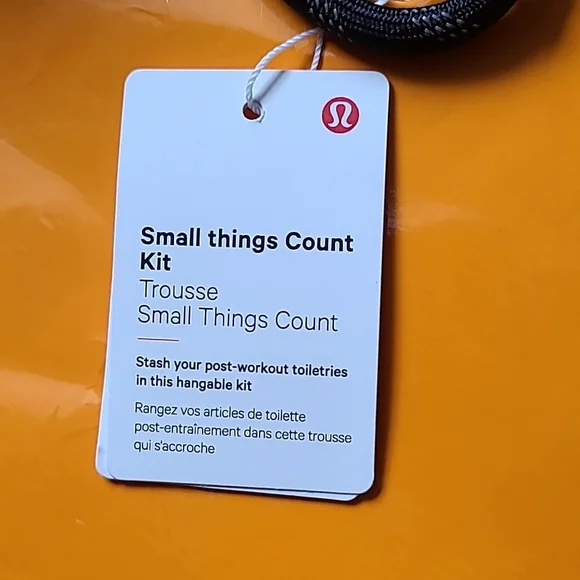 Small things Count
Kit
Trousse
Small Things Count
Stash your post-workout toiletries
in this hangable kit
Rangez vos articles de toilette
post-entraînement dans cette trousse
qui s'accroche